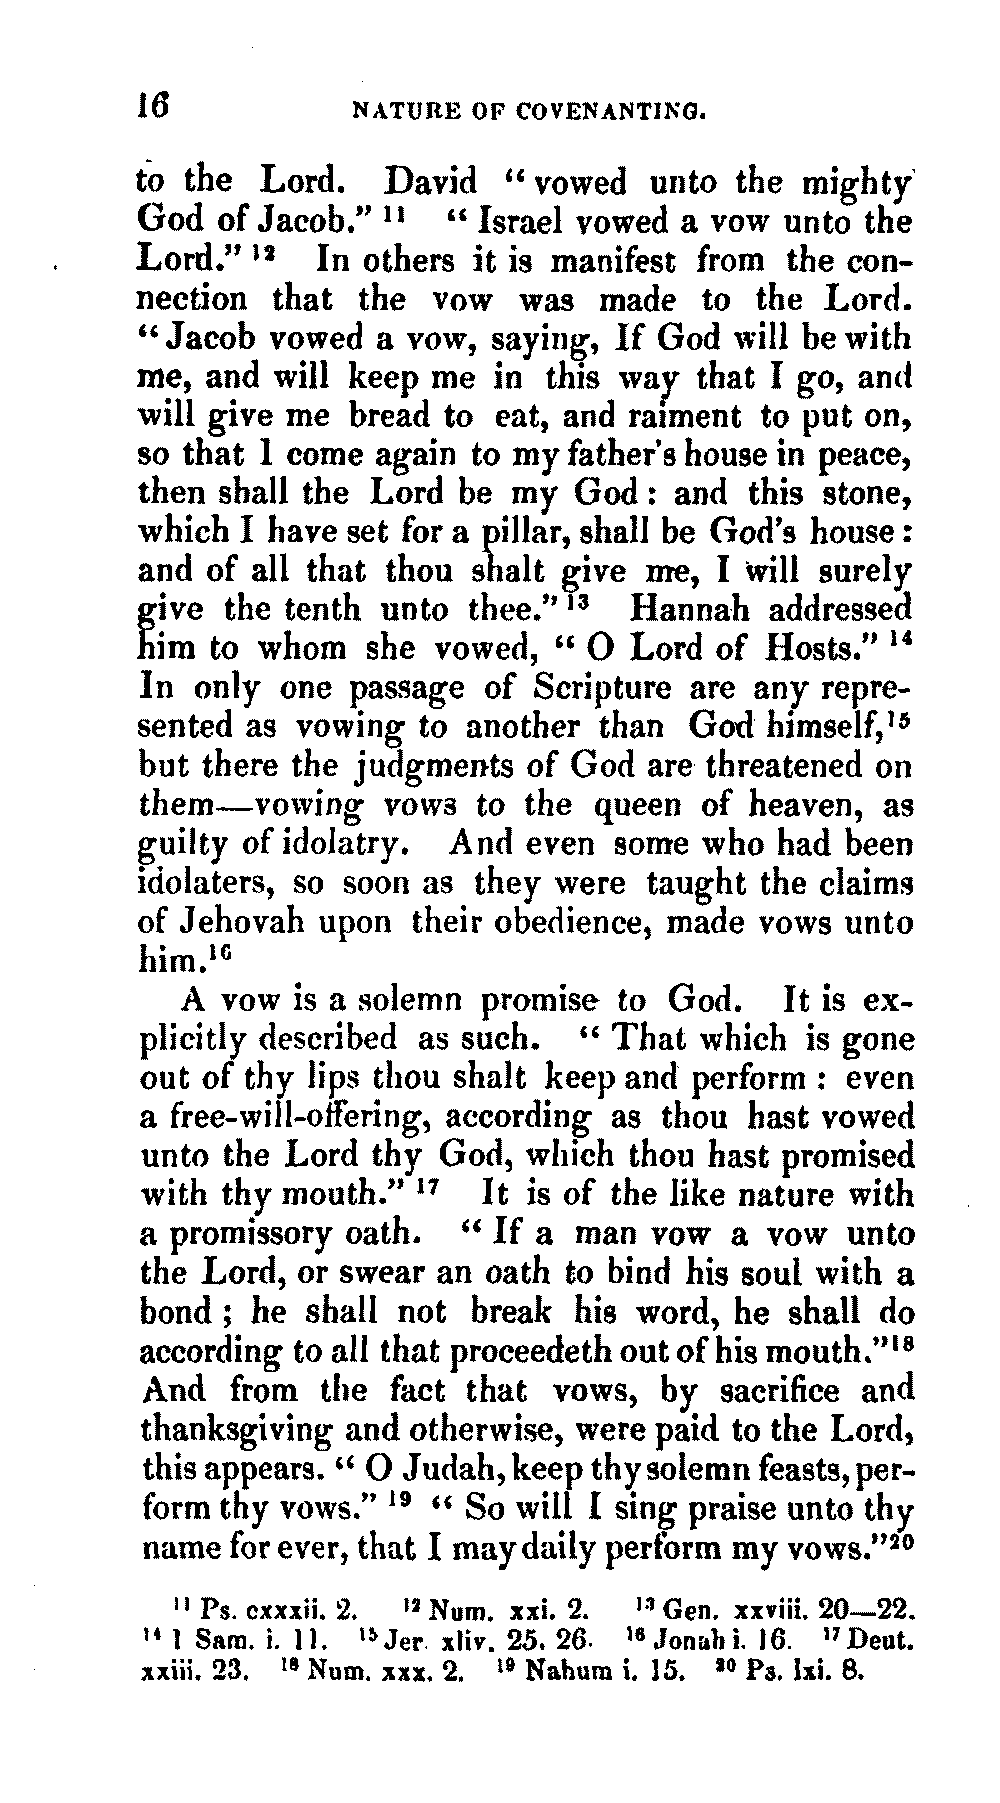 16 NATURE OF COVENANTING.
to the Lord. David “ vowed unto the mighty
God of Jacob.” ¹¹ “ Israel vowed a vow unto the
Lord.” ¹² In others it is manifest from the con-
nection that the vow was made to the Lord.
“ Jacob vowed a vow, saying, If God will be with
me, and will keep me in this way that I go, and
will give me bread to eat, and raiment to put on,
so that I come again to my father's house in peace,
then shall the Lord be my God : and this stone,
which I have set for a pillar, shall be God's house :
and of all that thou shalt give me, I will surely
give the tenth unto thee.” ¹³ Hannah addressed
him to whom she vowed, “ O Lord of Hosts.” ¹⁴
In only one passage of Scripture are any repre-
sented as vowing to another than God himself,¹⁵
but there the judgments of God are threatened on
them—vowing vows to the queen of heaven, as
guilty of idolatry. And even some who had been
idolaters, so soon as they were taught the claims
of Jehovah upon their obedience, made vows unto
him.¹⁶
A vow is a solemn promise to God. It is ex-
plicitly described as such. “ That which is gone
out of thy lips thou shalt keep and perform : even
a free-will-offering, according as thou hast vowed
unto the Lord thy God, which thou hast promised
with thy mouth.” ¹⁷ It is of the like nature with
a promissory oath. “ If a man vow a vow unto
the Lord, or swear an oath to bind his soul with a
bond ; he shall not break his word, he shall do
according to all that proceedeth out of his mouth.”¹⁸
And from the fact that vows, by sacrifice and
thanksgiving and otherwise, were paid to the Lord,
this appears. “ O Judah, keep thy solemn feasts, per-
form thy vows.” ¹⁹ “ So will I sing praise unto thy
name for ever, that I may daily perform my vows.”²⁰
¹¹ Ps. cxxxii. 2. ¹² Num. xxi. 2. ¹³ Gen. xxviii. 20—22.
¹⁴ 1 Sam. i. 11. ¹⁵ Jer. xliv. 25, 26. ¹⁶ Jonah i. 16. ¹⁷ Deut.
xxiii. 23. ¹⁸ Num. xxx. 2. ¹⁹ Nahum i. 15. ²⁰ Ps. lxi. 8.